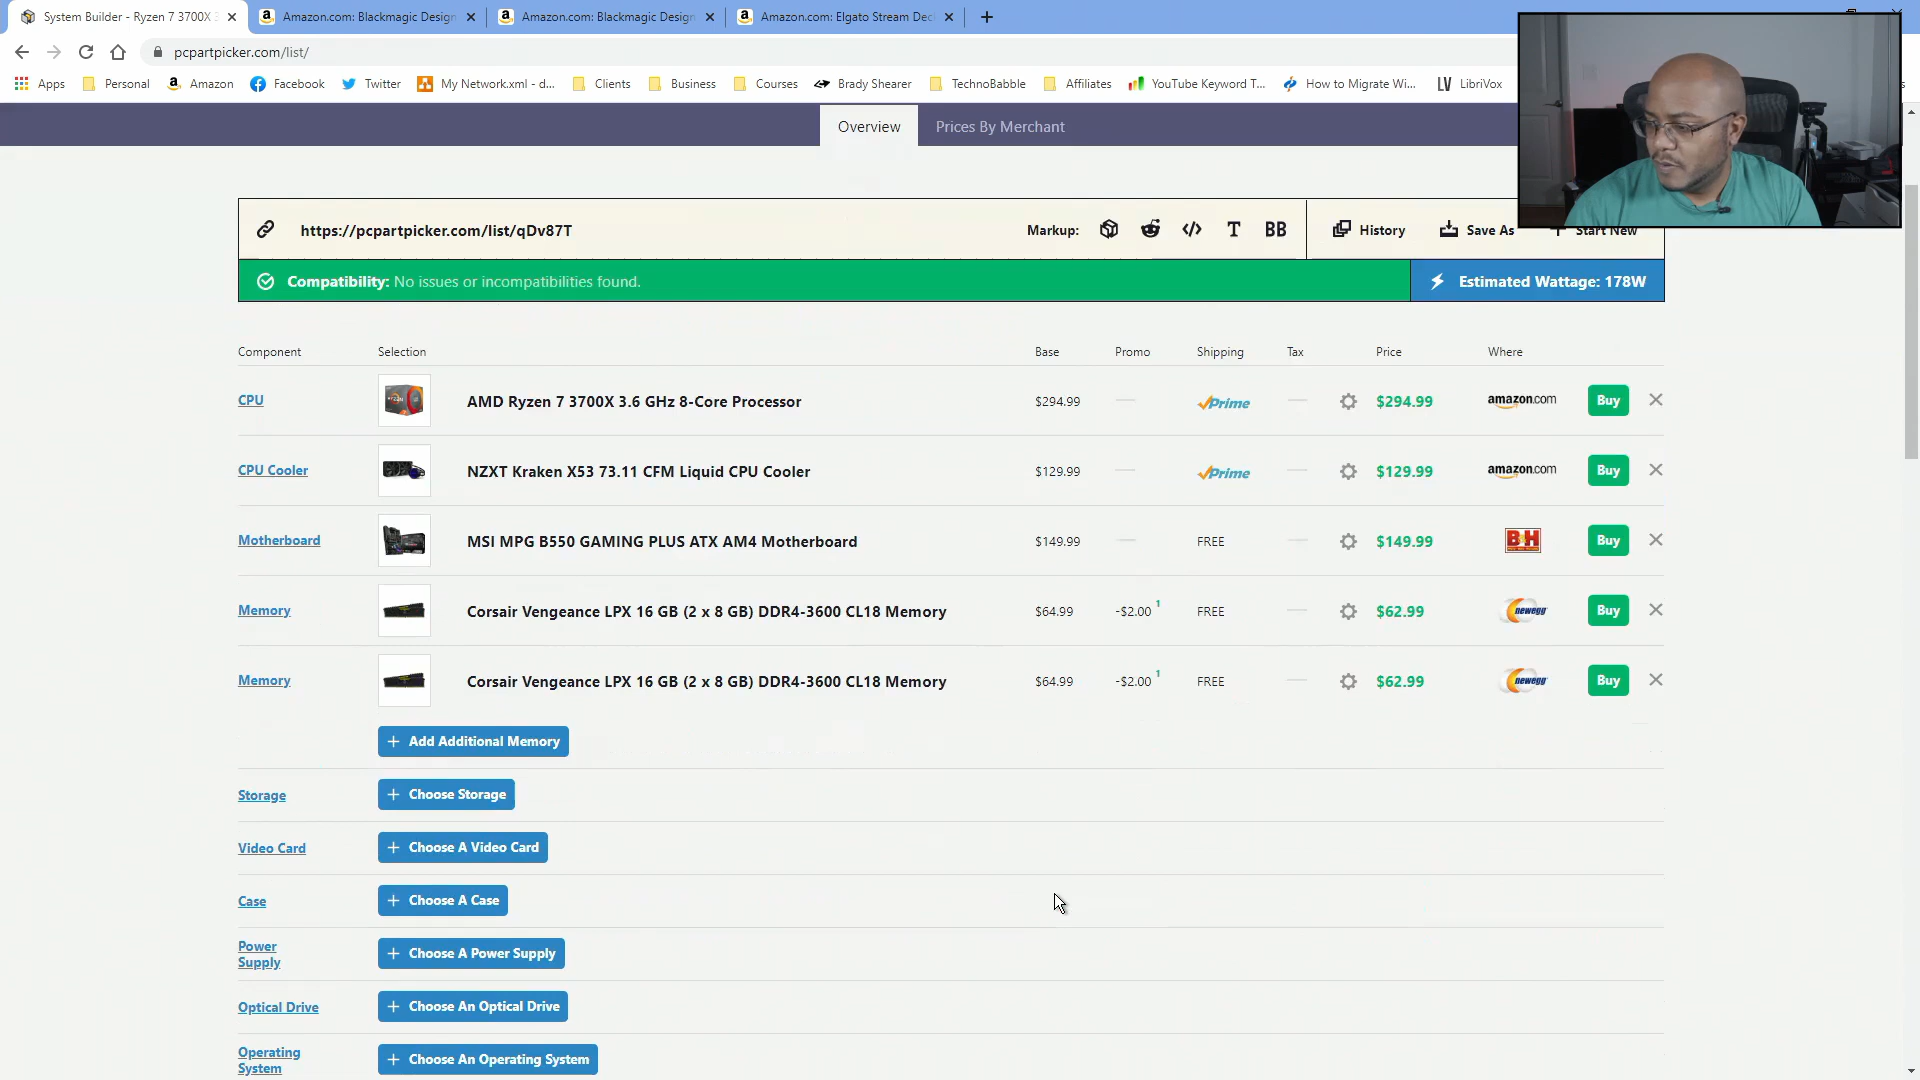 System Builder - Ryzen 7 3700X 3
Amazon.com: Blackmagic Design
Amazon.com: Blackmagic Design
Amazon.com: Elgato Stream Dec
pcpartpicker.com/list/
Apps
Personal
Amazon
Facebook
Twitter
My Network.xml - d...
Clients
Business
Courses
Brady Shearer
TechnoBabble
Affiliates
YouTube Keyword T...
How to Migrate Wi...
LibriVox
Overview
Prices By Merchant
https://pcpartpicker.com/list/qDv87T
Markup:
T
BB
History
Save As
Start New
Compatibility: No issues or incompatibilities found.
Estimated Wattage: 178W
Component Selection Base Promo Shipping Tax Price Where
CPU AMD Ryzen 7 3700X 3.6 GHz 8-Core Processor $294.99 Prime $294.99 amazon.com Buy
CPU Cooler NZXT Kraken X53 73.11 CFM Liquid CPU Cooler $129.99 Prime $129.99 amazon.com Buy
Motherboard MSI MPG B550 GAMING PLUS ATX AM4 Motherboard $149.99 FREE $149.99 B&H Buy
Memory Corsair Vengeance LPX 16 GB (2 x 8 GB) DDR4-3600 CL18 Memory $64.99 -$2.00 1 FREE $62.99 newegg Buy
Memory Corsair Vengeance LPX 16 GB (2 x 8 GB) DDR4-3600 CL18 Memory $64.99 -$2.00 1 FREE $62.99 newegg Buy
+ Add Additional Memory
Storage + Choose Storage
Video Card + Choose A Video Card
Case + Choose A Case
Power
Supply + Choose A Power Supply
Optical Drive + Choose An Optical Drive
Operating
System + Choose An Operating System